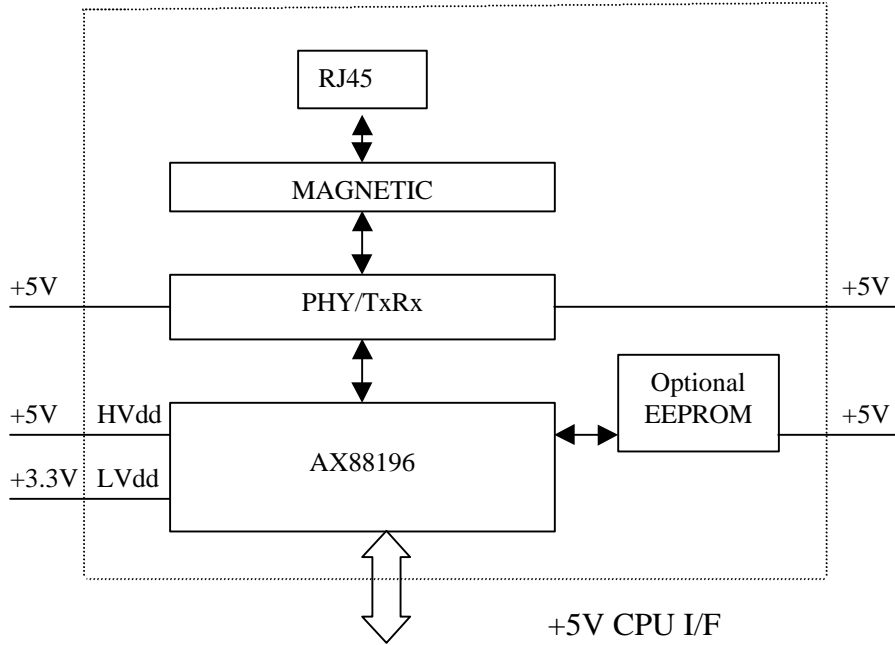 RJ45
MAGNETIC
+5V
PHY/TxRx
+5V
Optional
EEPROM
+5V HVdd
+5V
AX88196
+3.3V LVdd
+5V CPU I/F